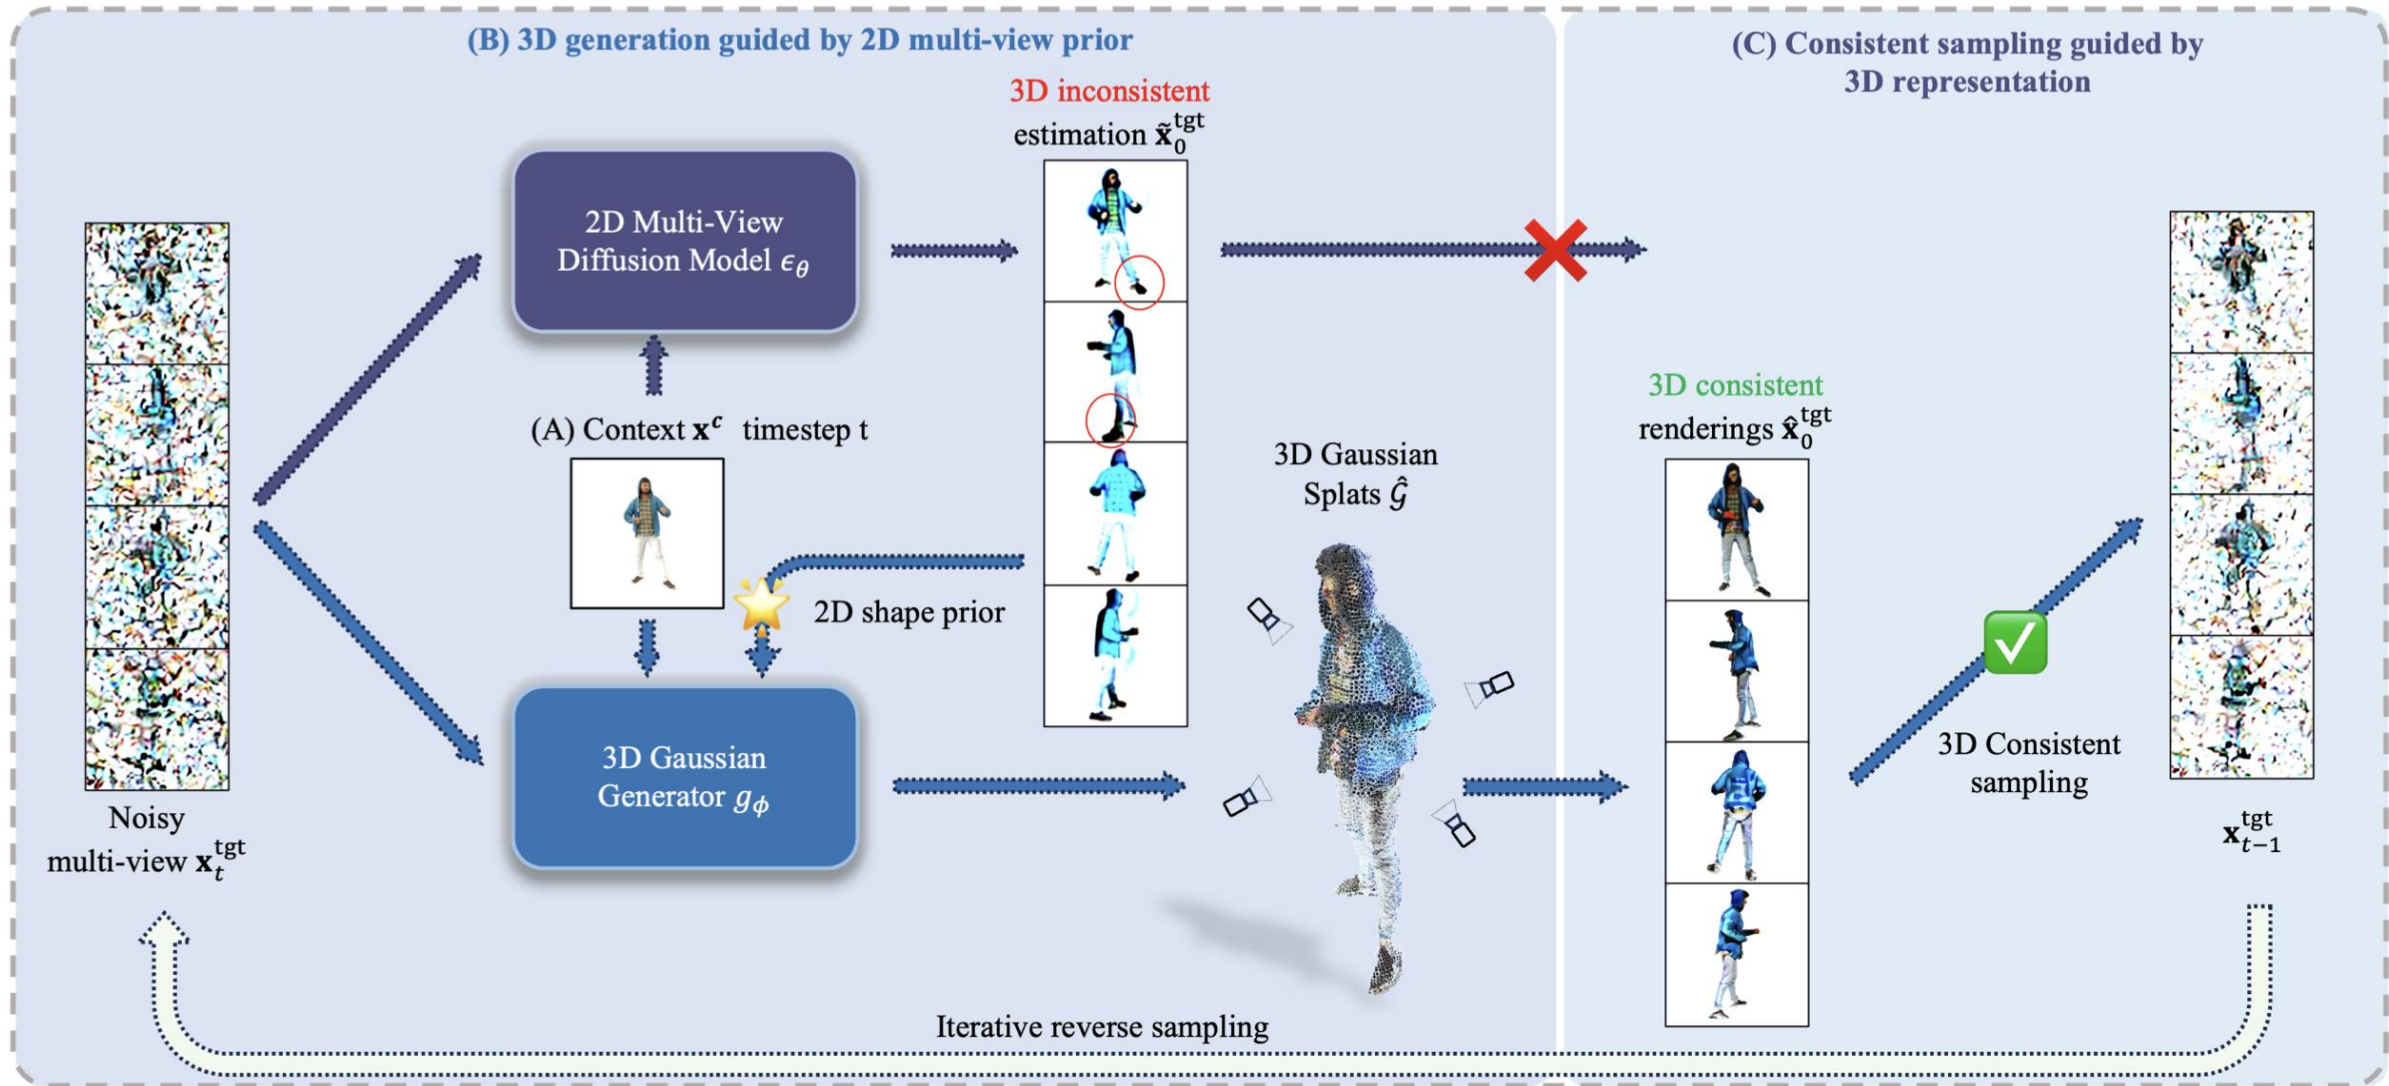 (B) 3D generation guided by 2D multi-view prior
(C) Consistent sampling guided by
3D representation
3D inconsistent
estimation x̃₀ᵗᵍᵗ
2D Multi-View
Diffusion Model ϵ_θ
(A) Context xᶜ timestep t
2D shape prior
3D Gaussian
Splats 𝒢̂
3D consistent
renderings x̂₀ᵗᵍᵗ
3D Gaussian
Generator g_ϕ
3D Consistent
sampling
Noisy
multi-view xₜᵗᵍᵗ
xₜ₋₁ᵗᵍᵗ
Iterative reverse sampling